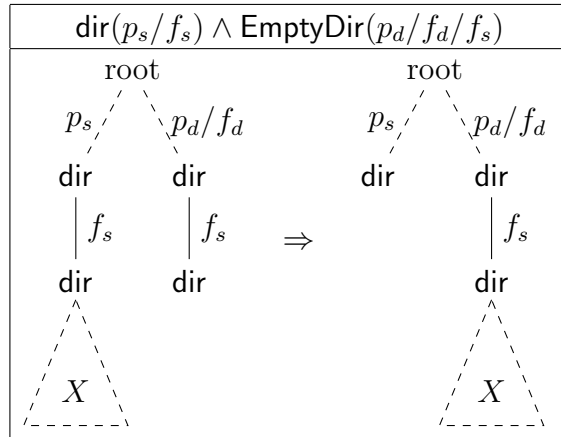 dir(p_s/f_s) ∧ EmptyDir(p_d/f_d/f_s)
root root
p_s p_d/f_d p_s p_d/f_d
dir dir dir dir
f_s f_s ⇒ f_s
dir dir dir
X X